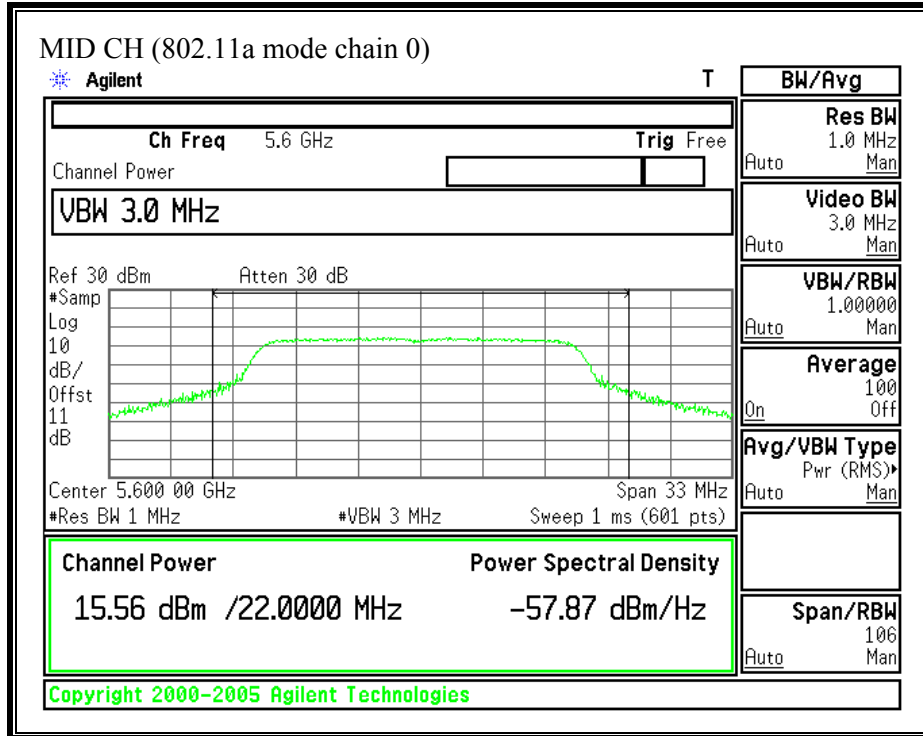 MID CH (802.11a mode chain 0)
Agilent
T
Ch Freq 5.6 GHz Trig Free
Channel Power
VBW 3.0 MHz
Ref 30 dBm Atten 30 dB
#Samp
Log
10
dB/
Offst
11
dB
Center 5.600 00 GHz Span 33 MHz
#Res BW 1 MHz #VBW 3 MHz Sweep 1 ms (601 pts)
Channel Power Power Spectral Density
15.56 dBm /22.0000 MHz -57.87 dBm/Hz
Copyright 2000-2005 Agilent Technologies
BW/Avg
Res BW
1.0 MHz
Auto Man
Video BW
3.0 MHz
Auto Man
VBW/RBW
1.00000
Auto Man
Average
100
On Off
Avg/VBW Type
Pwr (RMS)▸
Auto Man
Span/RBW
106
Auto Man